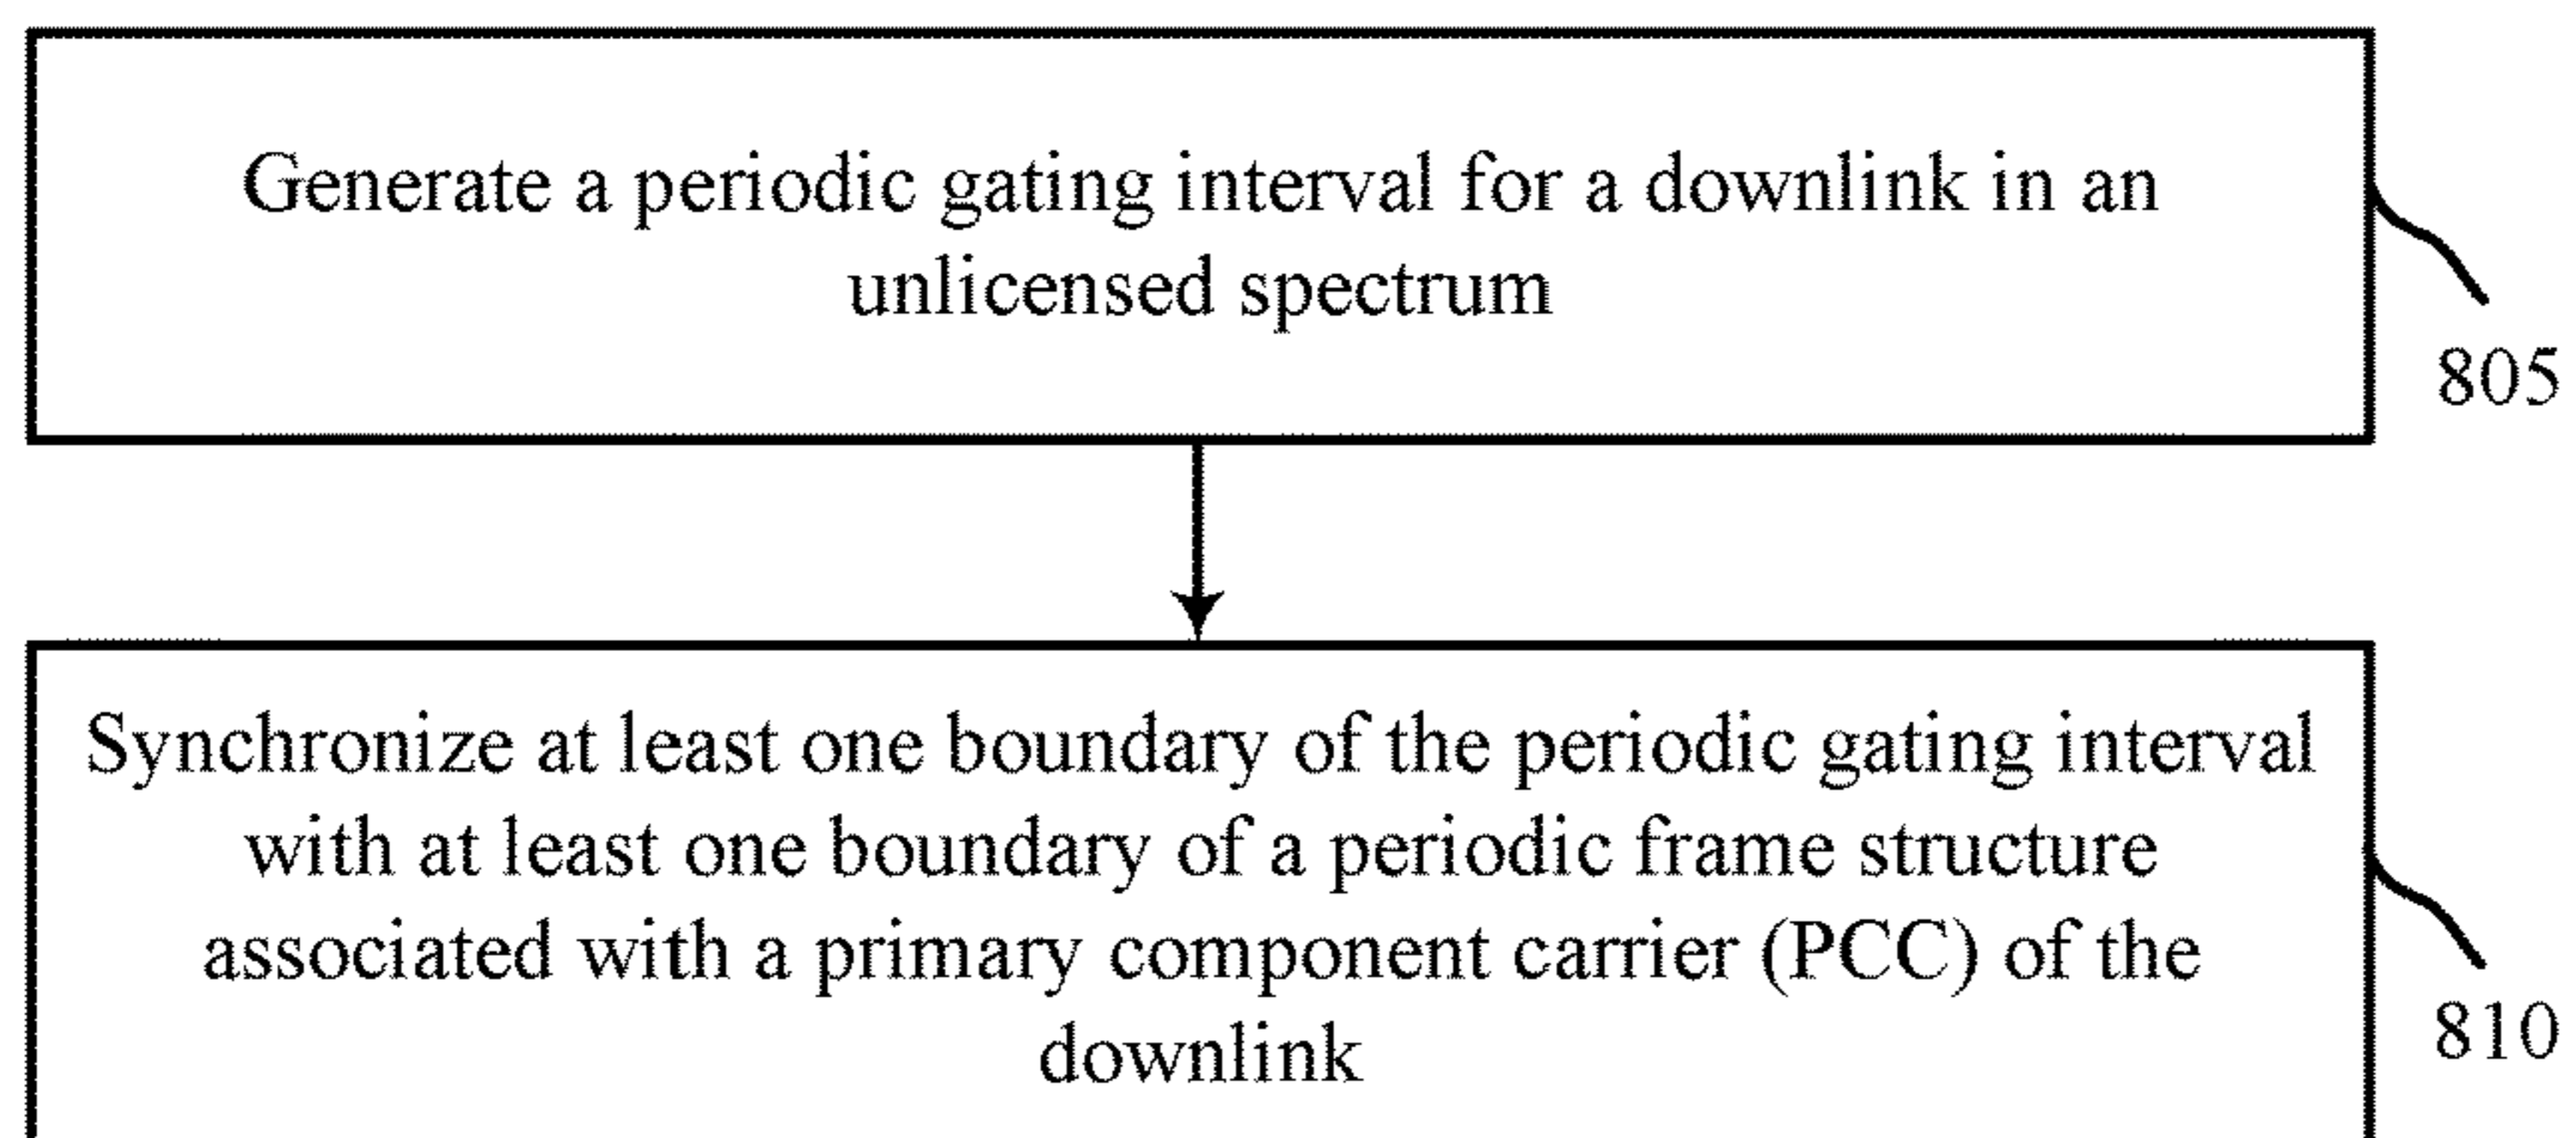 Generate a periodic gating interval for a downlink in an
unlicensed spectrum
805
Synchronize at least one boundary of the periodic gating interval
with at least one boundary of a periodic frame structure
associated with a primary component carrier (PCC) of the
downlink
810